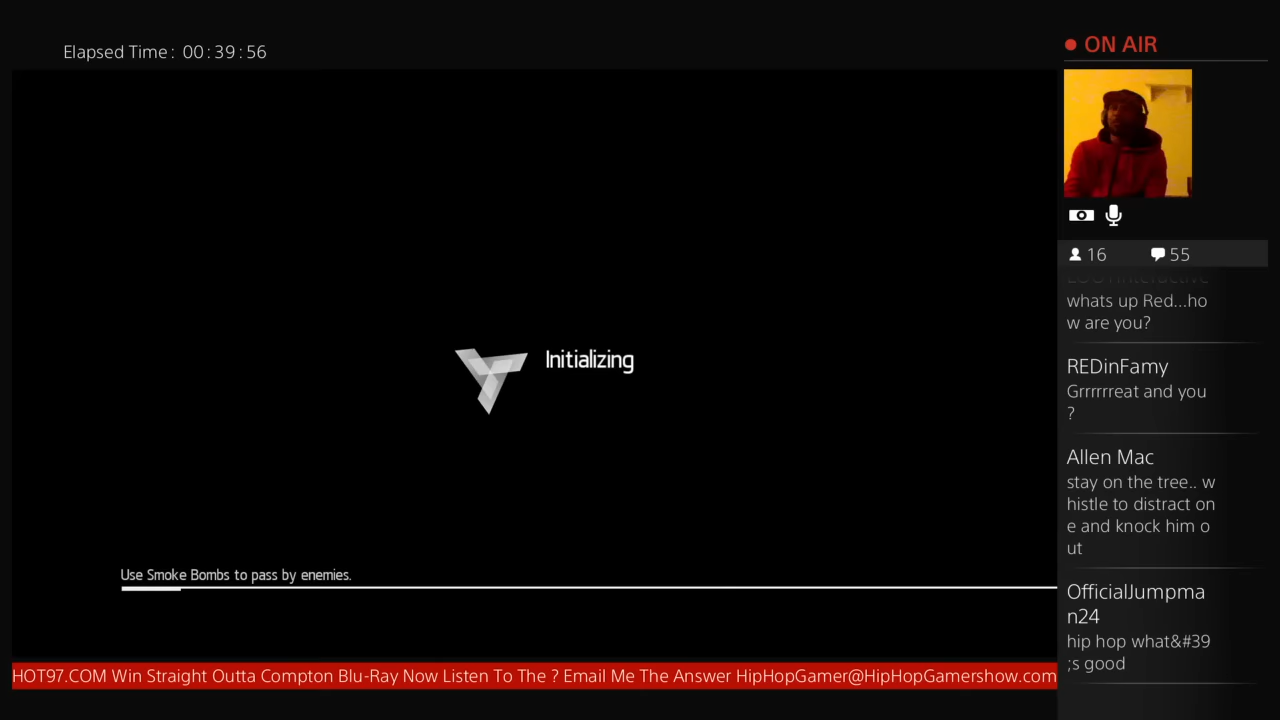 Elapsed Time: 00:39:56
ON AIR
16 55
whats up Red...ho
w are you?
REDinFamy
Grrrrrreat and you
?
Allen Mac
stay on the tree.. w
histle to distract on
e and knock him o
ut
OfficialJumpma
n24
hip hop what&#39
;s good
Initializing
Use Smoke Bombs to pass by enemies.
HOT97.COM Win Straight Outta Compton Blu-Ray Now Listen To The ? Email Me The Answer HipHopGamer@HipHopGamershow.com